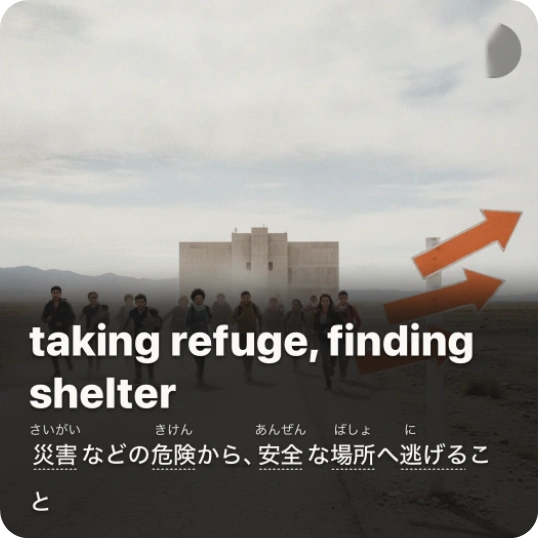 taking refuge, finding
shelter
さいがい きけん あんぜん ばしょ に
災害などの危険から、安全な場所へ逃げるこ
と